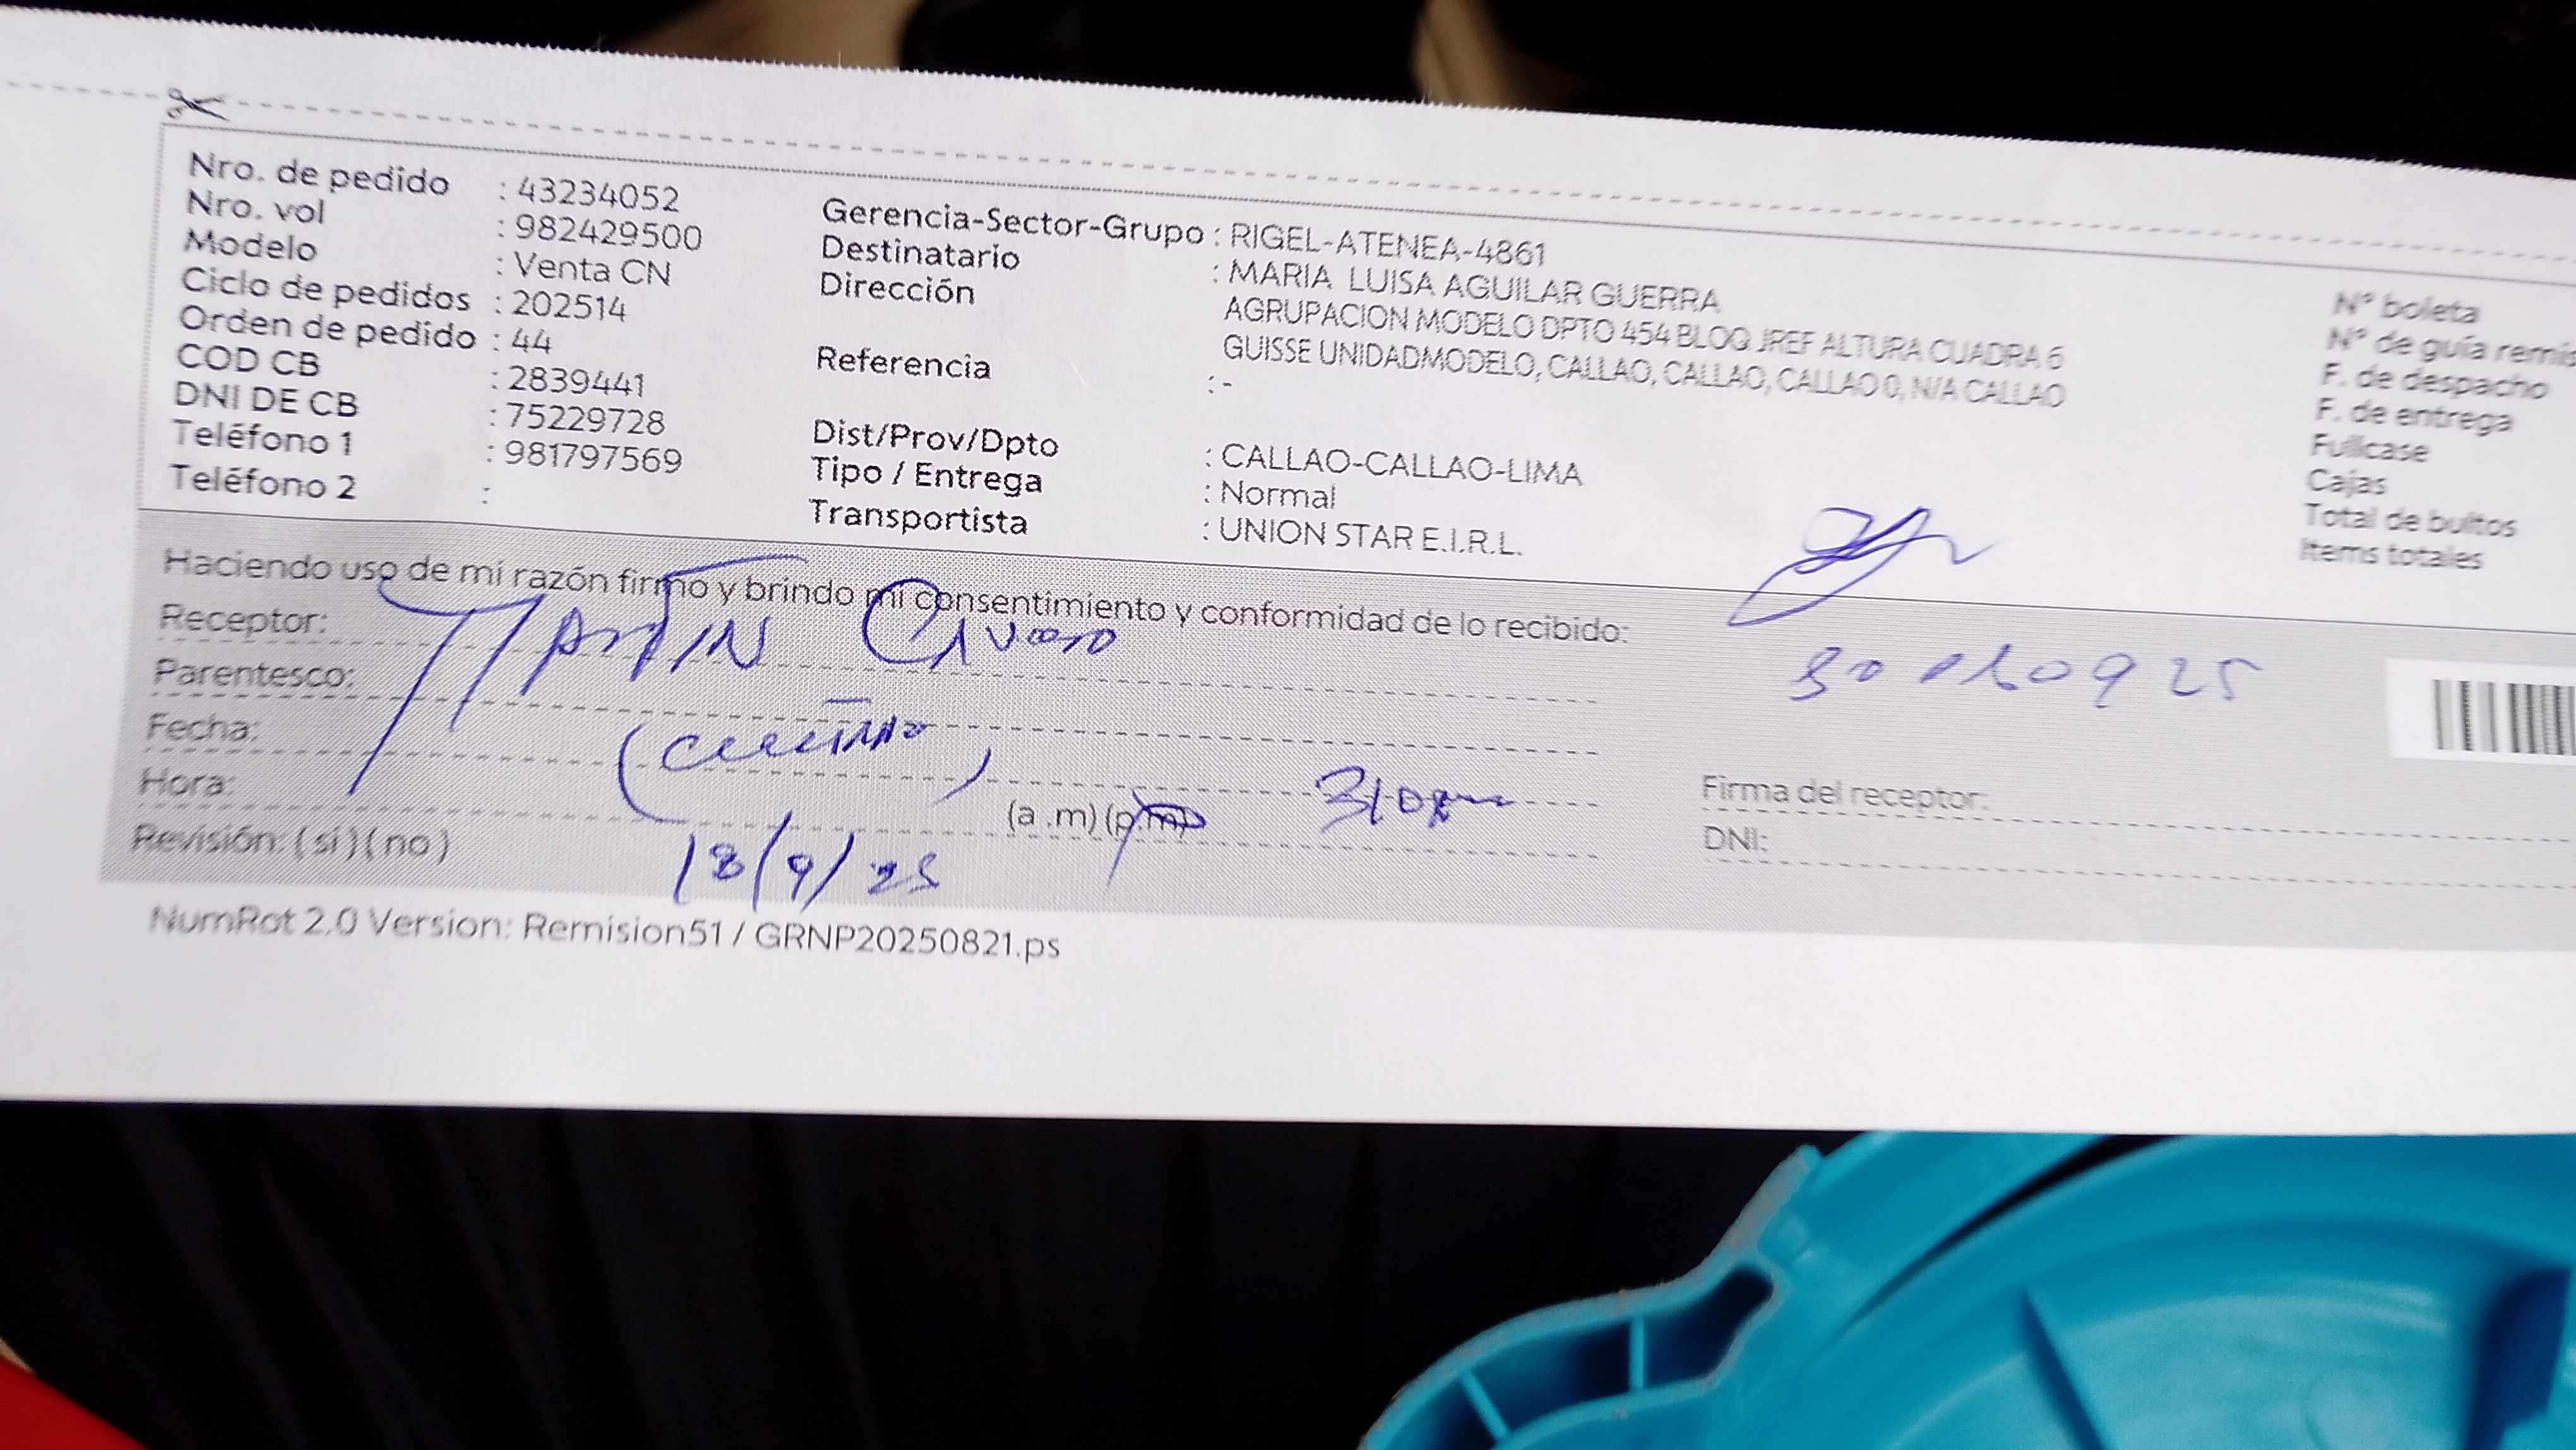 Nro. de pedido : 43234052
Nro. vol : 982429500
Modelo : Venta CN
Ciclo de pedidos : 202514
Orden de pedido : 44
COD CB : 2839441
DNI DE CB : 75229728
Teléfono 1 : 981797569
Teléfono 2 :
Gerencia-Sector-Grupo : RIGEL-ATENEA-4861
Destinatario : MARIA LUISA AGUILAR GUERRA
Dirección AGRUPACION MODELO DPTO 454 BLOQ JREF ALTURA CUADRA 6
GUISSE UNIDADMODELO, CALLAO, CALLAO, CALLAO 0, N/A CALLAO
Referencia : -
Dist/Prov/Dpto : CALLAO-CALLAO-LIMA
Tipo / Entrega : Normal
Transportista : UNION STAR E.I.R.L.
N° boleta
N° de guía remis
F. de despacho
F. de entrega
Fullcase
Cajas
Total de bultos
Items totales
Haciendo uso de mi razón firmo y brindo mi consentimiento y conformidad de lo recibido:
Receptor:
Parentesco:
Fecha:
Hora: (a .m) (p.m) 310pm
Revisión: ( si ) ( no ) 18/9/25
Firma del receptor:
DNI:
NumRot 2.0 Version: Remision51 / GRNP20250821.ps